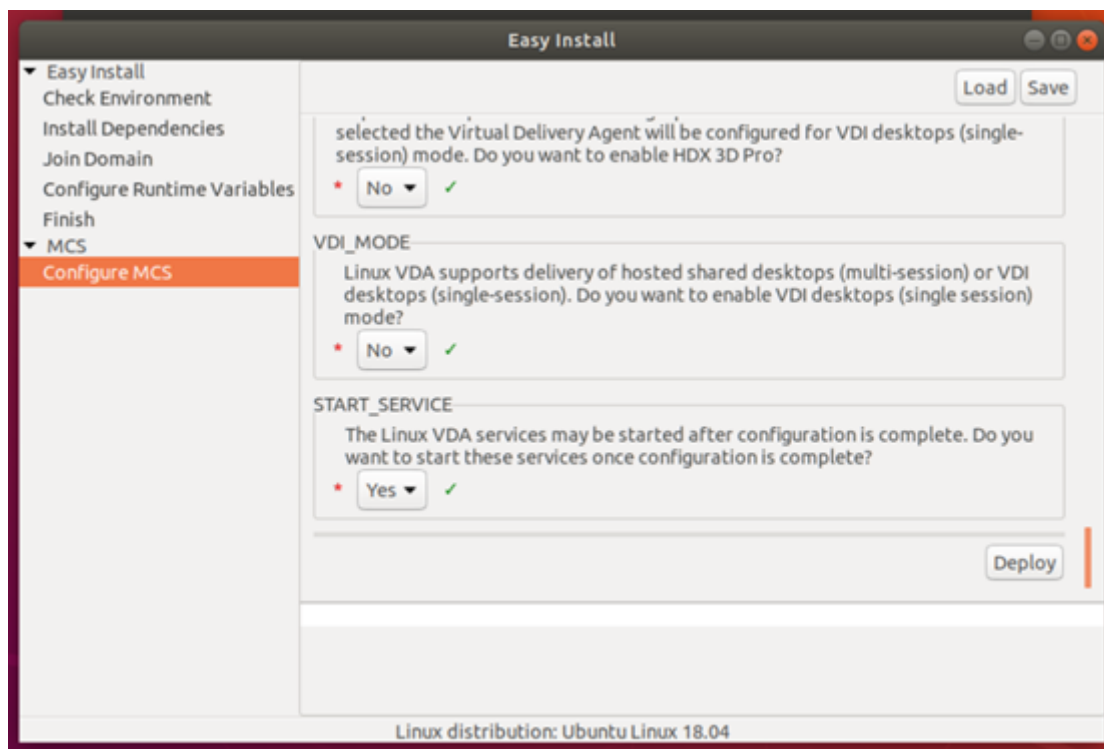 Easy Install
Easy Install
Check Environment
Install Dependencies
Join Domain
Configure Runtime Variables
Finish
MCS
Configure MCS
Load Save
selected the Virtual Delivery Agent will be configured for VDI desktops (single-
session) mode. Do you want to enable HDX 3D Pro?
* No ✓
VDI_MODE
Linux VDA supports delivery of hosted shared desktops (multi-session) or VDI
desktops (single-session). Do you want to enable VDI desktops (single session)
mode?
* No ✓
START_SERVICE
The Linux VDA services may be started after configuration is complete. Do you
want to start these services once configuration is complete?
* Yes ✓
Deploy
Linux distribution: Ubuntu Linux 18.04